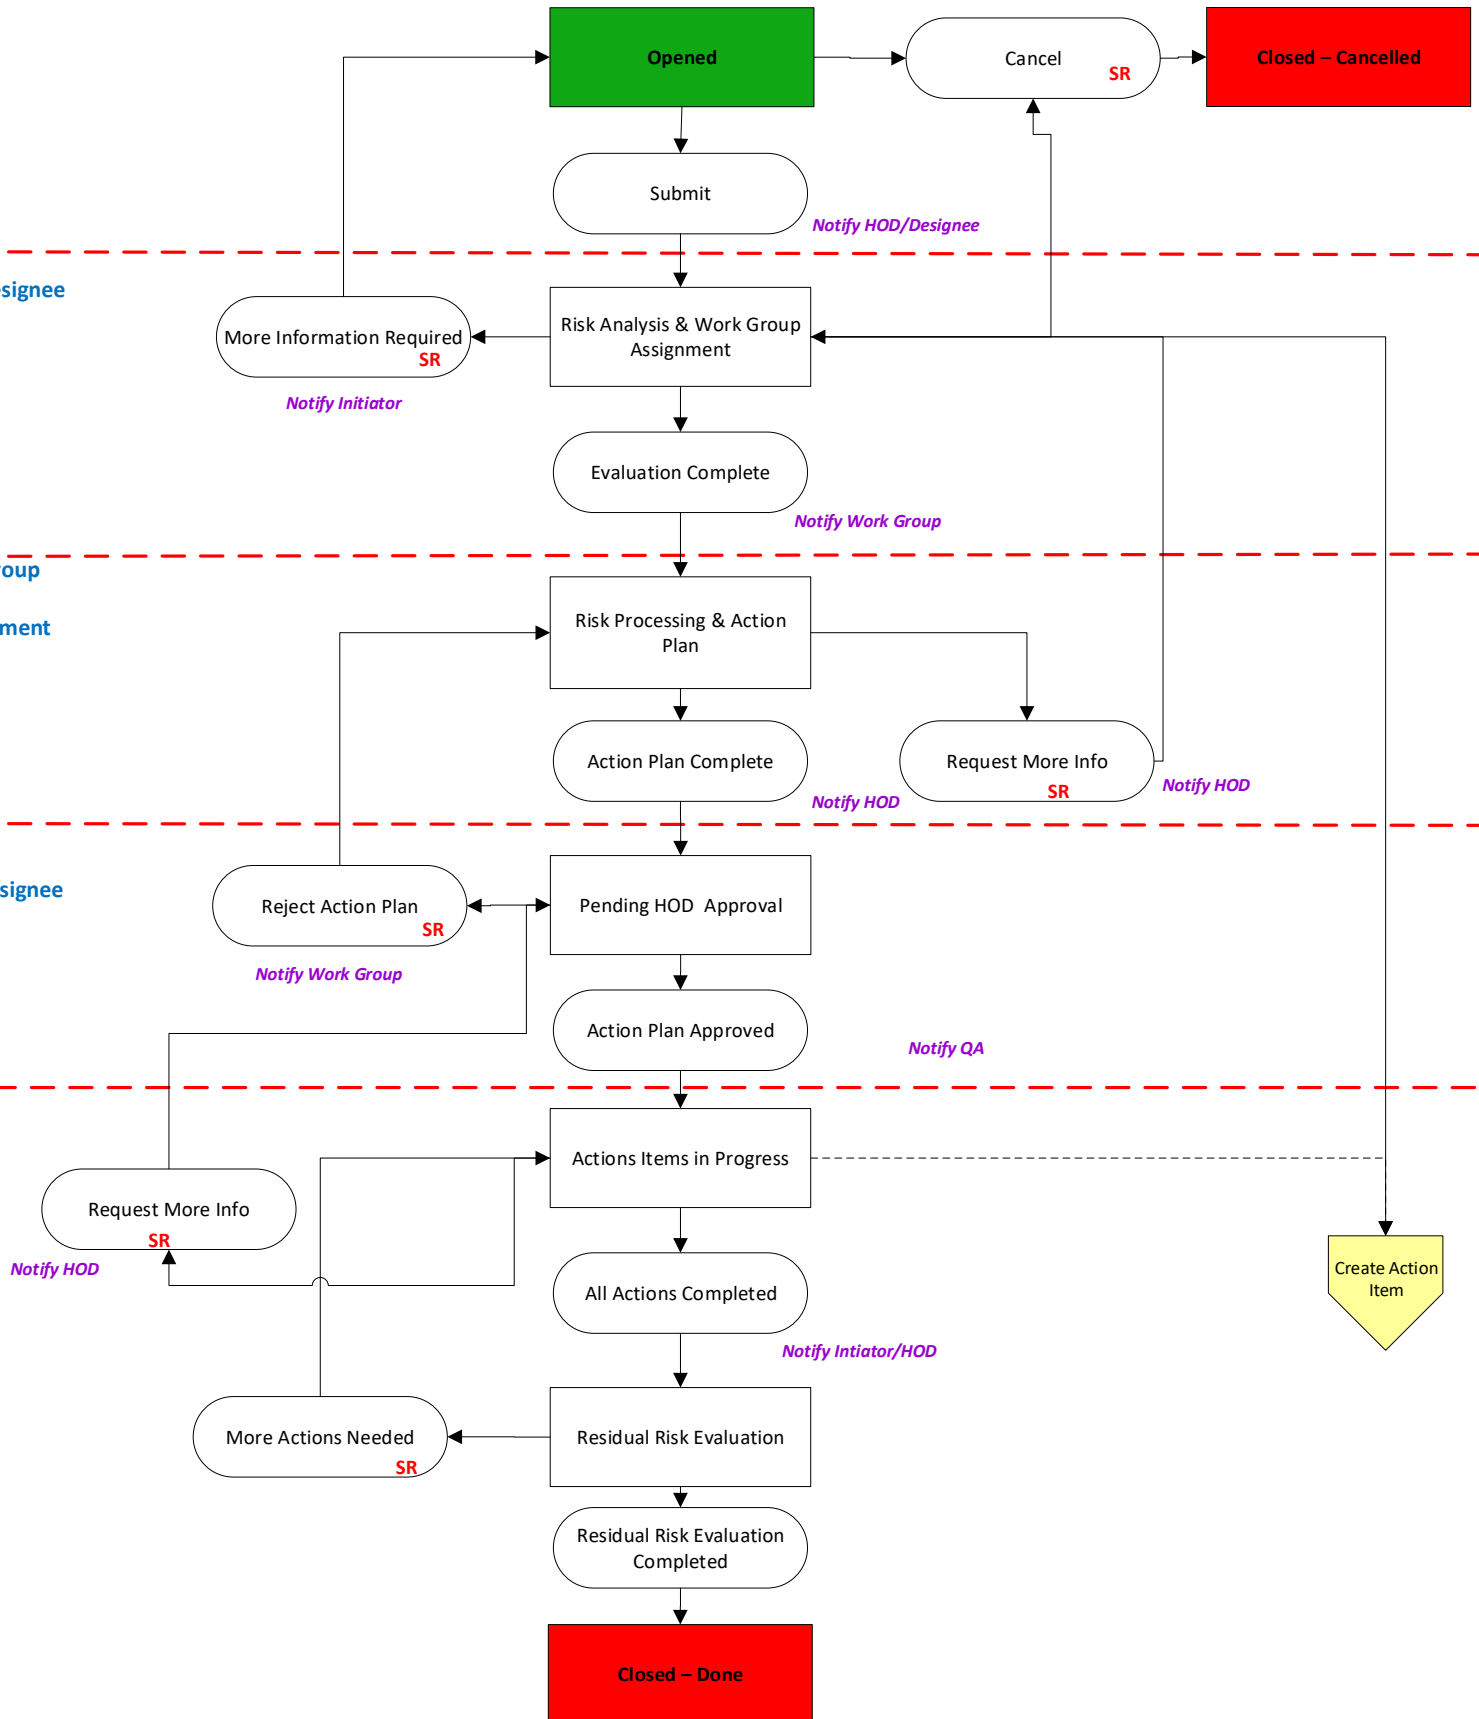 Opened
Cancel
SR
Closed – Cancelled
Submit
Notify HOD/Designee
esignee
More Information Required
SR
Notify Initiator
Risk Analysis & Work Group
Assignment
Evaluation Complete
Notify Work Group
roup
ment
Risk Processing & Action
Plan
Action Plan Complete
Notify HOD
Request More Info
SR
Notify HOD
signee
Reject Action Plan
SR
Notify Work Group
Pending HOD Approval
Action Plan Approved
Notify QA
Actions Items in Progress
Request More Info
SR
Notify HOD
All Actions Completed
Create Action
Item
Notify Intiator/HOD
More Actions Needed
SR
Residual Risk Evaluation
Residual Risk Evaluation
Completed
Closed – Done